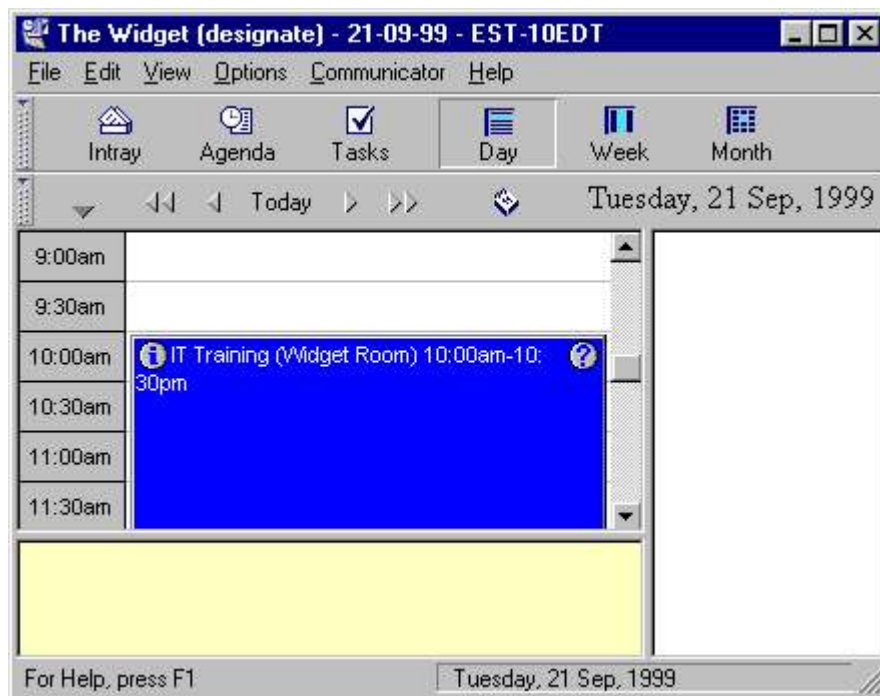 The Widget (designate) - 21-09-99 - EST-10EDT
File Edit View Options Communicator Help
Intray Agenda Tasks Day Week Month
Today Tuesday, 21 Sep, 1999
9:00am
9:30am
10:00am
IT Training (Widget Room) 10:00am-10:
30pm
10:30am
11:00am
11:30am
For Help, press F1 Tuesday, 21 Sep, 1999